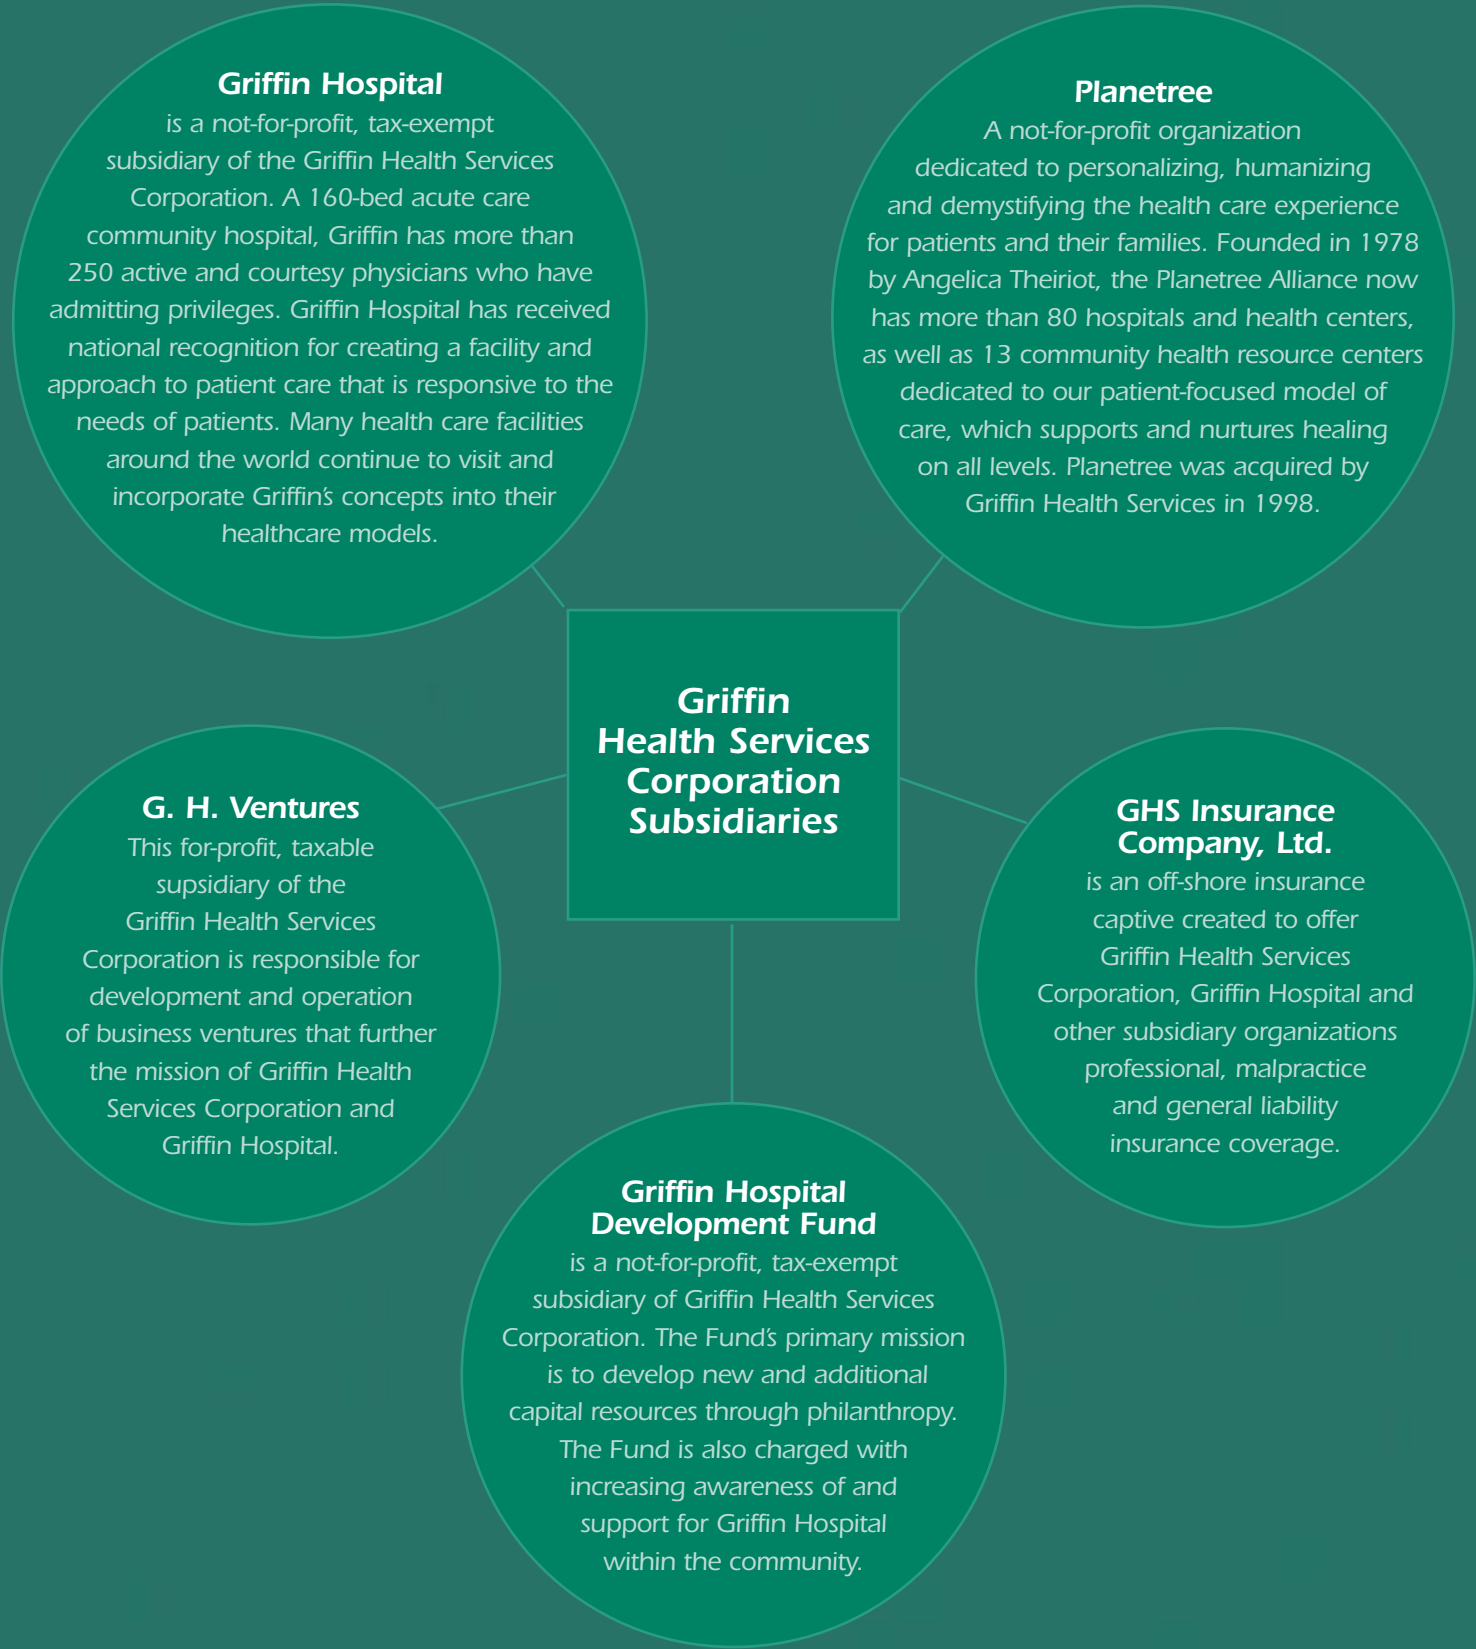 Griffin Hospital
is a not-for-profit, tax-exempt
subsidiary of the Griffin Health Services
Corporation. A 160-bed acute care
community hospital, Griffin has more than
250 active and courtesy physicians who have
admitting privileges. Griffin Hospital has received
national recognition for creating a facility and
approach to patient care that is responsive to the
needs of patients. Many health care facilities
around the world continue to visit and
incorporate Griffin's concepts into their
healthcare models.
Planetree
A not-for-profit organization
dedicated to personalizing, humanizing
and demystifying the health care experience
for patients and their families. Founded in 1978
by Angelica Theiriot, the Planetree Alliance now
has more than 80 hospitals and health centers,
as well as 13 community health resource centers
dedicated to our patient-focused model of
care, which supports and nurtures healing
on all levels. Planetree was acquired by
Griffin Health Services in 1998.
Griffin
Health Services
Corporation
Subsidiaries
G. H. Ventures
This for-profit, taxable
supsidiary of the
Griffin Health Services
Corporation is responsible for
development and operation
of business ventures that further
the mission of Griffin Health
Services Corporation and
Griffin Hospital.
GHS Insurance
Company, Ltd.
is an off-shore insurance
captive created to offer
Griffin Health Services
Corporation, Griffin Hospital and
other subsidiary organizations
professional, malpractice
and general liability
insurance coverage.
Griffin Hospital
Development Fund
is a not-for-profit, tax-exempt
subsidiary of Griffin Health Services
Corporation. The Fund's primary mission
is to develop new and additional
capital resources through philanthropy.
The Fund is also charged with
increasing awareness of and
support for Griffin Hospital
within the community.